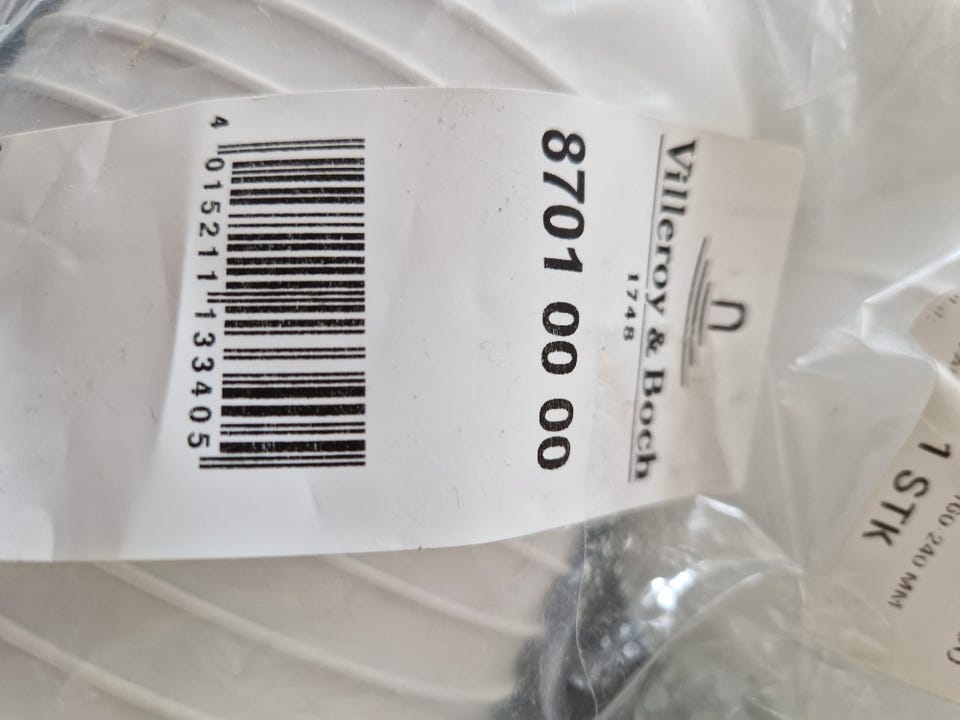 Villeroy & Boch
1748
8701 00 00
4 015211 133405
1 STK
160 240 MM